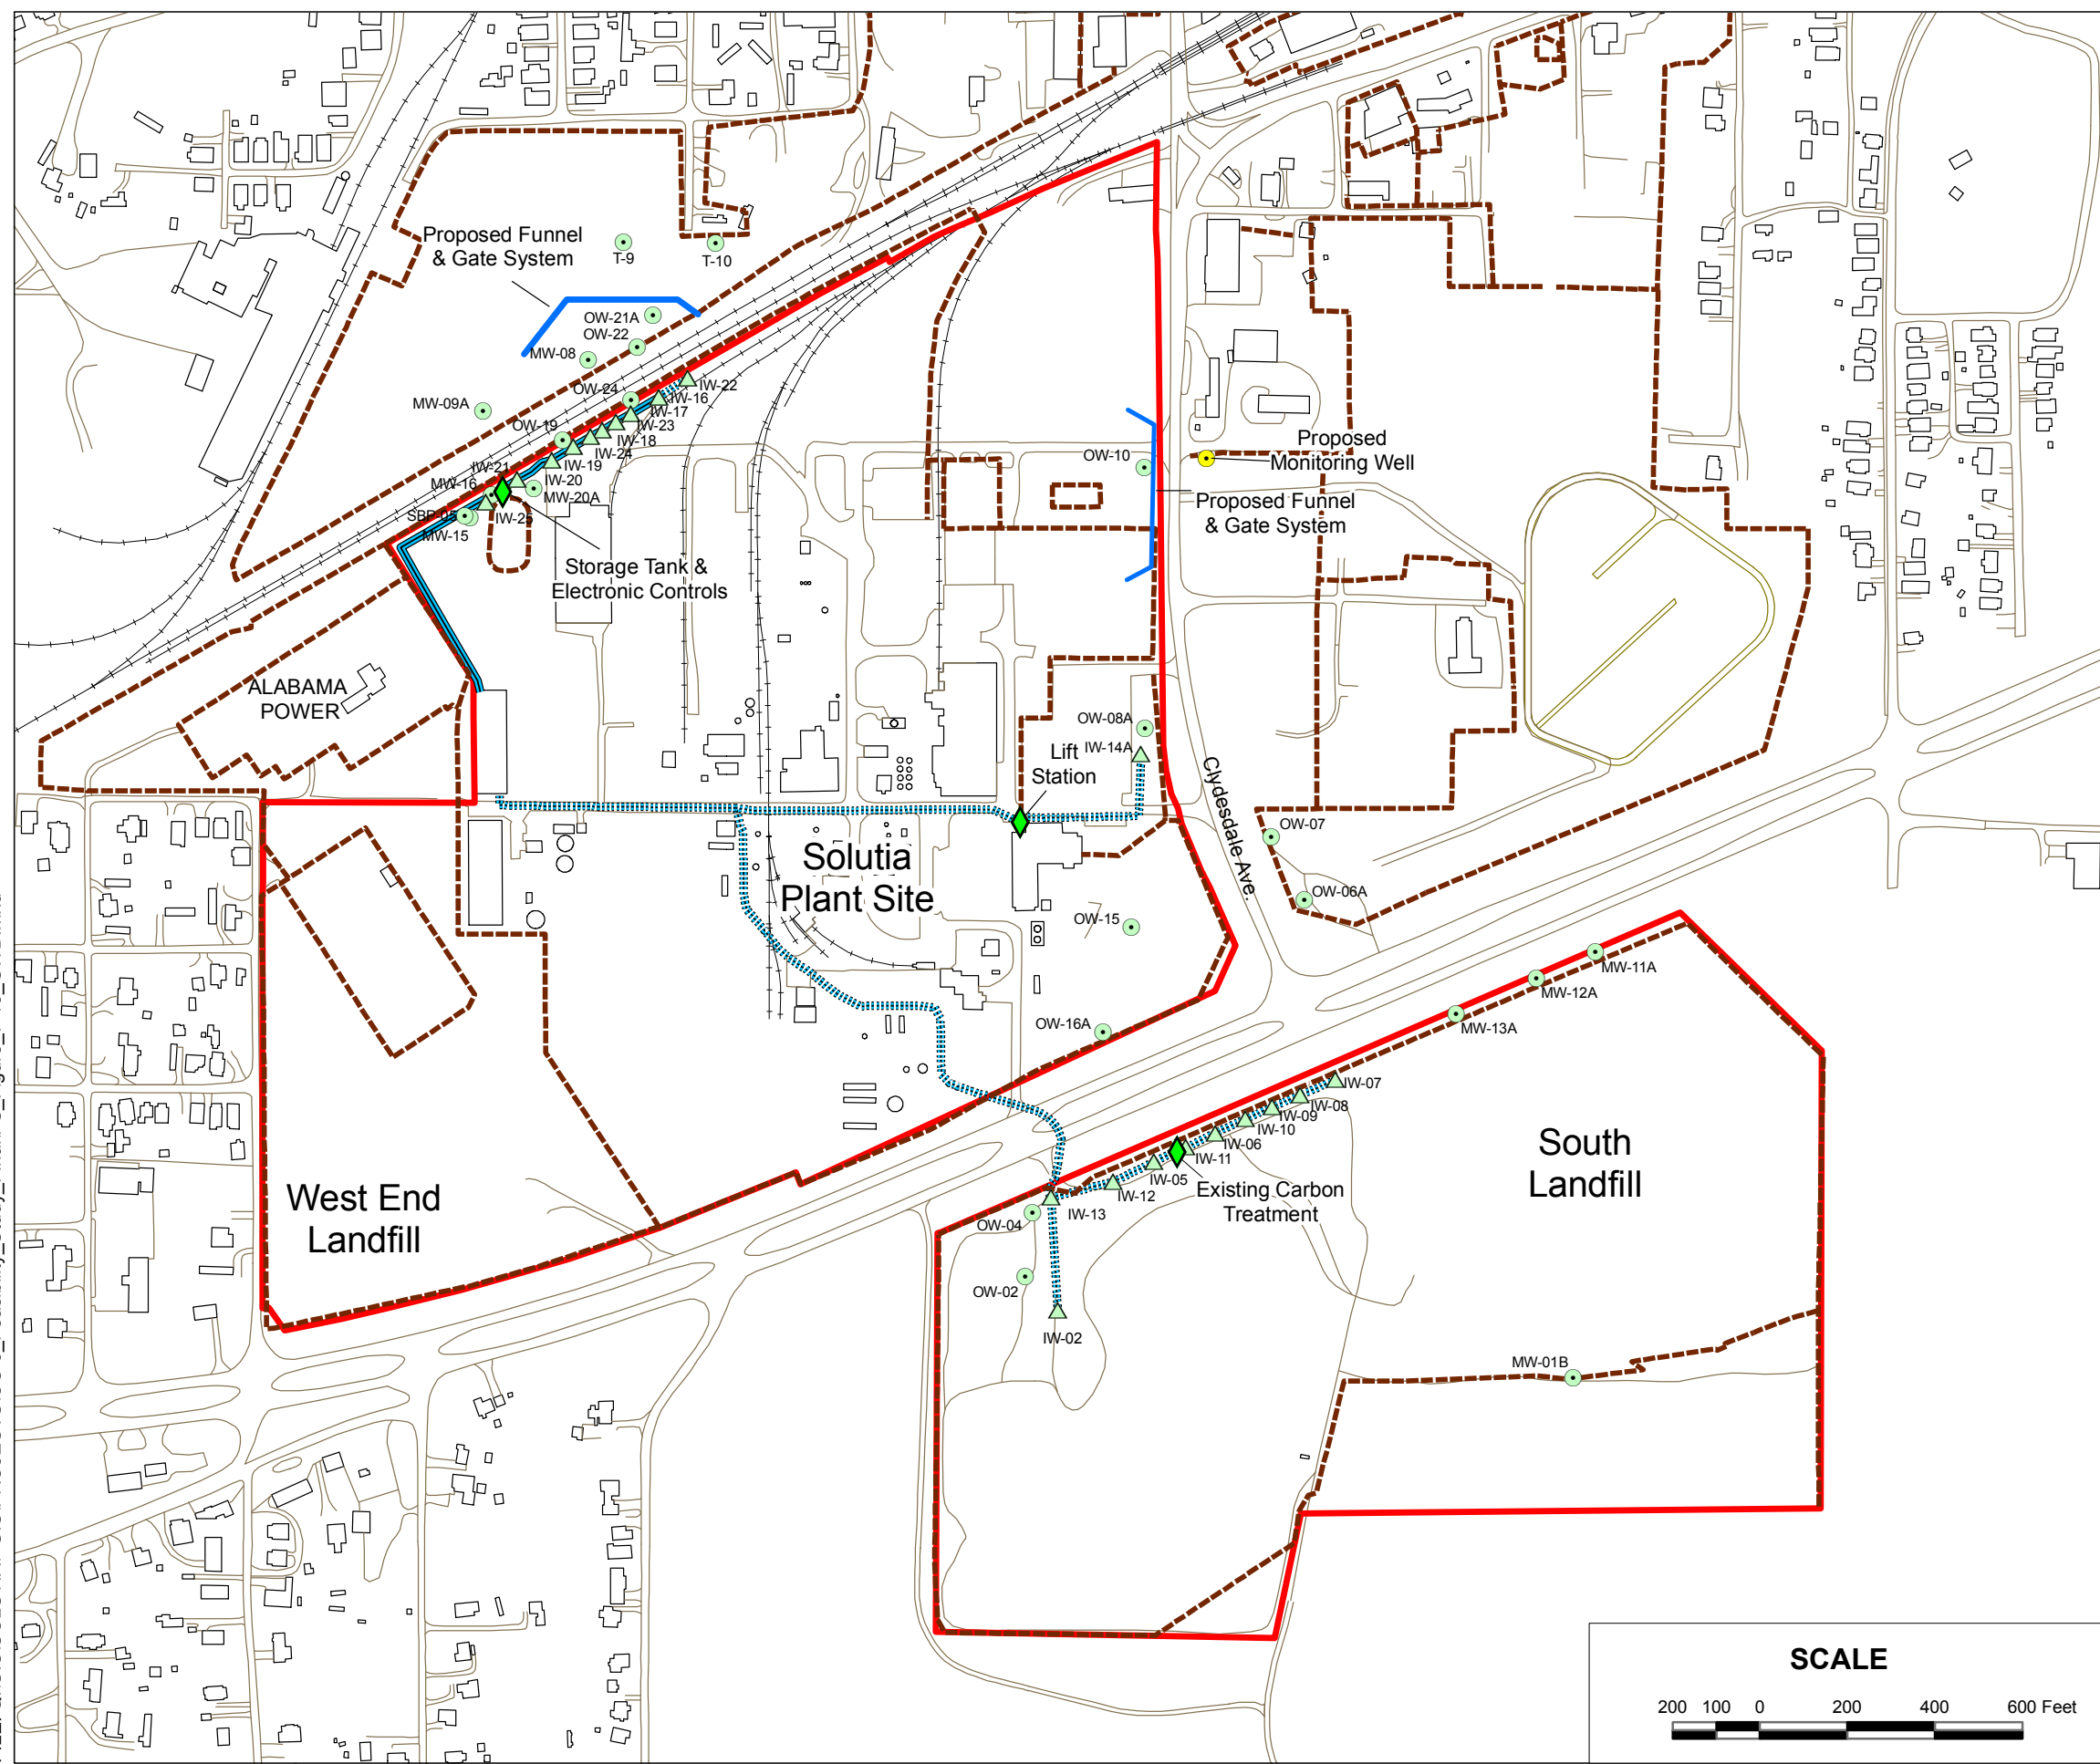 Proposed Funnel
& Gate System
T-9
T-10
OW-21A
OW-22
MW-08
OW-24
IW-22
IW-16
MW-09A
IW-17
OW-19
IW-23
IW-18
IW-24
IW-21
IW-19
MW-16
IW-20
MW-20A
SBP-05
IW-25
MW-15
Storage Tank &
Electronic Controls
OW-10
Proposed
Monitoring Well
Proposed Funnel
& Gate System
ALABAMA
POWER
OW-08A
IW-14A
Lift
Station
Clydesdale Ave.
OW-07
OW-06A
Solutia
Plant Site
OW-15
OW-16A
MW-11A
MW-12A
MW-13A
IW-07
IW-08
IW-09
IW-10
IW-06
IW-11
IW-05
IW-12
IW-13
Existing Carbon
Treatment
OW-04
OW-02
IW-02
South
Landfill
West End
Landfill
MW-01B
SCALE
200 100 0 200 400 600 Feet